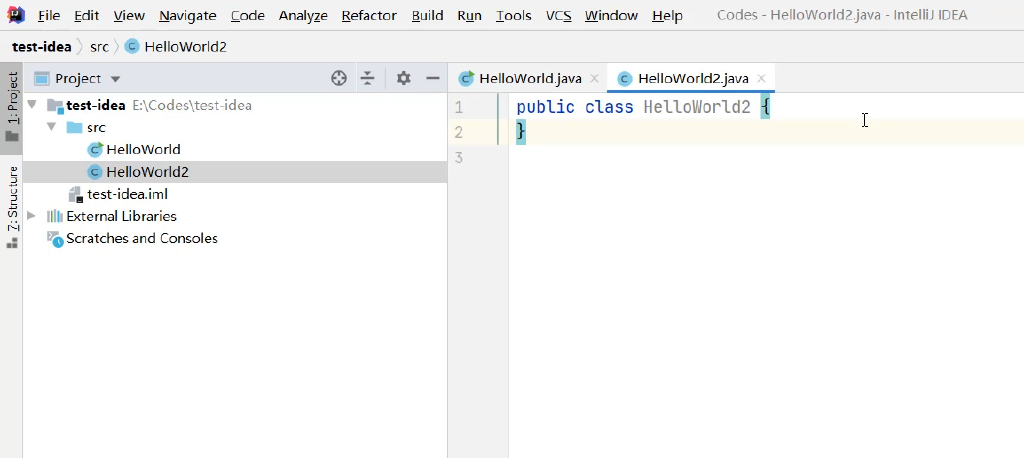 File Edit View Navigate Code Analyze Refactor Build Run Tools VCS Window Help Codes - HelloWorld2.java - IntelliJ IDEA
test-idea src HelloWorld2
1: Project
7: Structure
Project
test-idea E:\Codes\test-idea
src
HelloWorld
HelloWorld2
test-idea.iml
External Libraries
Scratches and Consoles
HelloWorld.java HelloWorld2.java
1 public class HelloWorld2 {
2 }
3